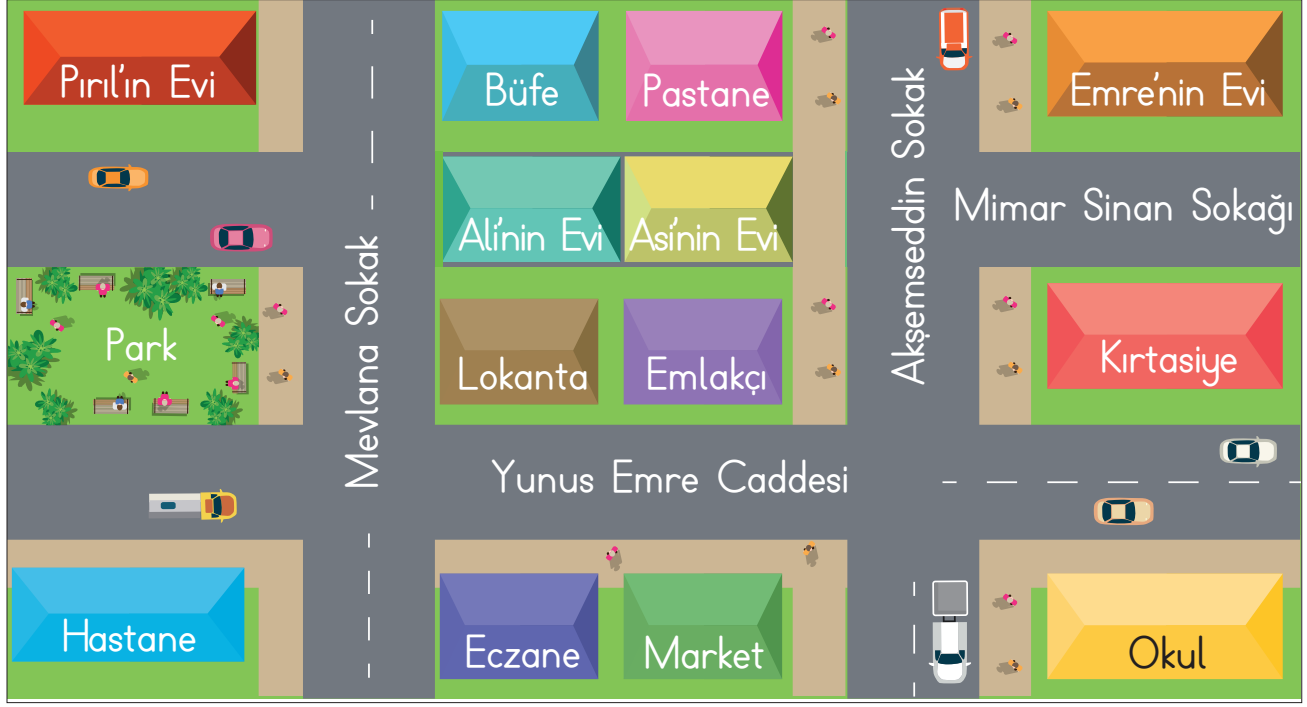 Pırıl'ın Evi
Büfe
Pastane
Emre'nin Evi
Ali'nin Evi
Asi'nin Evi
Mimar Sinan Sokağı
Mevlana Sokak
Akşemseddin Sokak
Park
Lokanta
Emlakçı
Kırtasiye
Yunus Emre Caddesi
Hastane
Eczane
Market
Okul